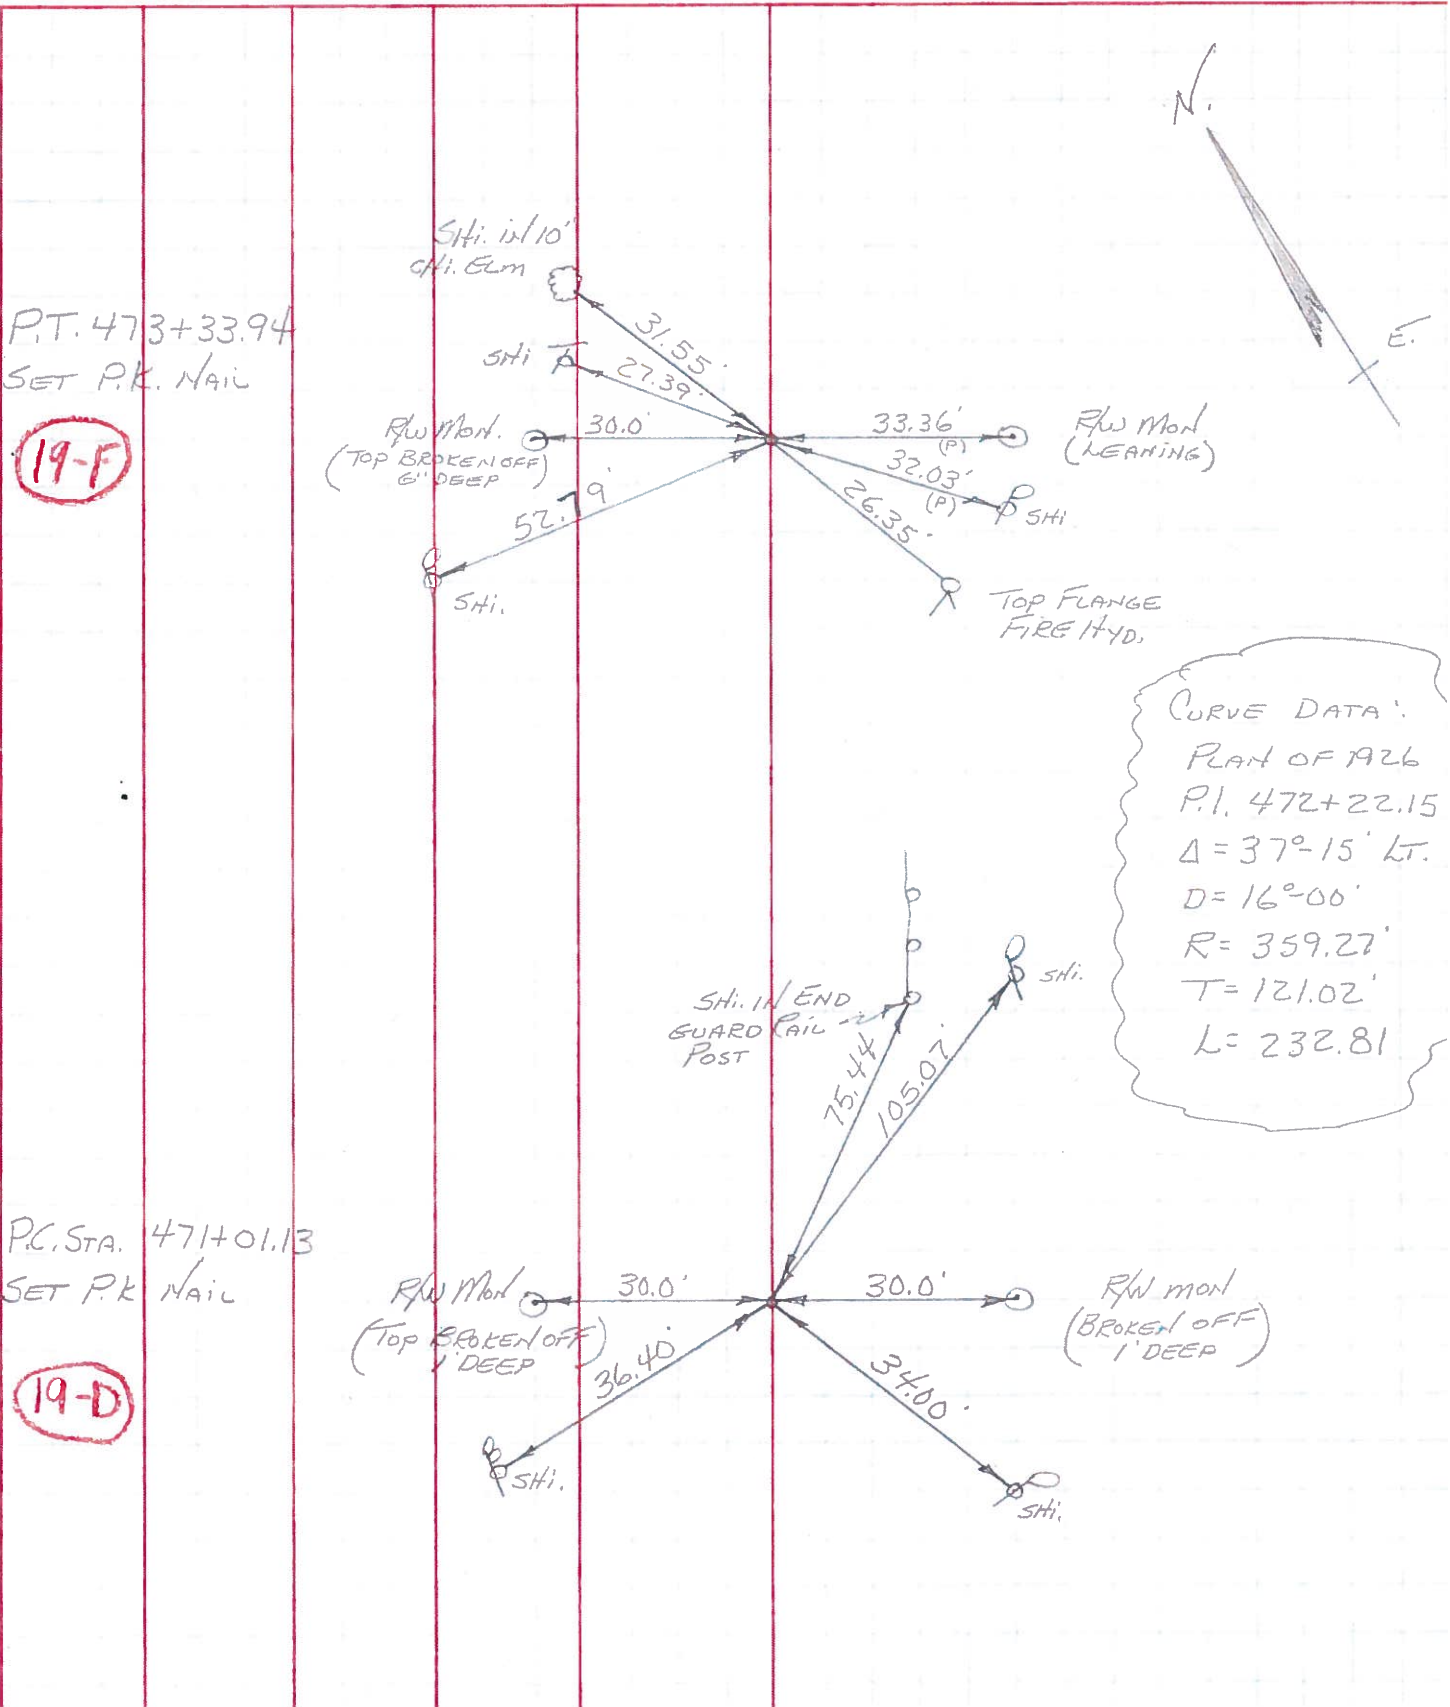 N.
E.
SHi. in 10'
CHi. ELM
31.55'
P.T. 473+33.94
SET P.K. NAIL
SHi
27.39'
19-F
R/W MON.
(TOP BROKEN OFF)
6" DEEP
30.0'
33.36'
(P)
R/W MON
(LEANING)
32.03'
(P)
SHi
52.79'
26.35'
SHi.
TOP FLANGE
FIRE HYD.
CURVE DATA:
PLAN OF 1926
P.I. 472+22.15
Δ = 37°-15' LT.
D = 16°-00'
R = 359.27'
T = 121.02'
L = 232.81
SHi.
SHi. IN END
GUARD RAIL
POST
75.44'
105.07'
P.C. STA. 471+01.13
SET P.K NAIL
R/W MON
(TOP BROKEN OFF)
1' DEEP
30.0'
30.0'
R/W MON
(BROKEN OFF)
1' DEEP
19-D
36.40'
34.00'
SHi.
SHi.